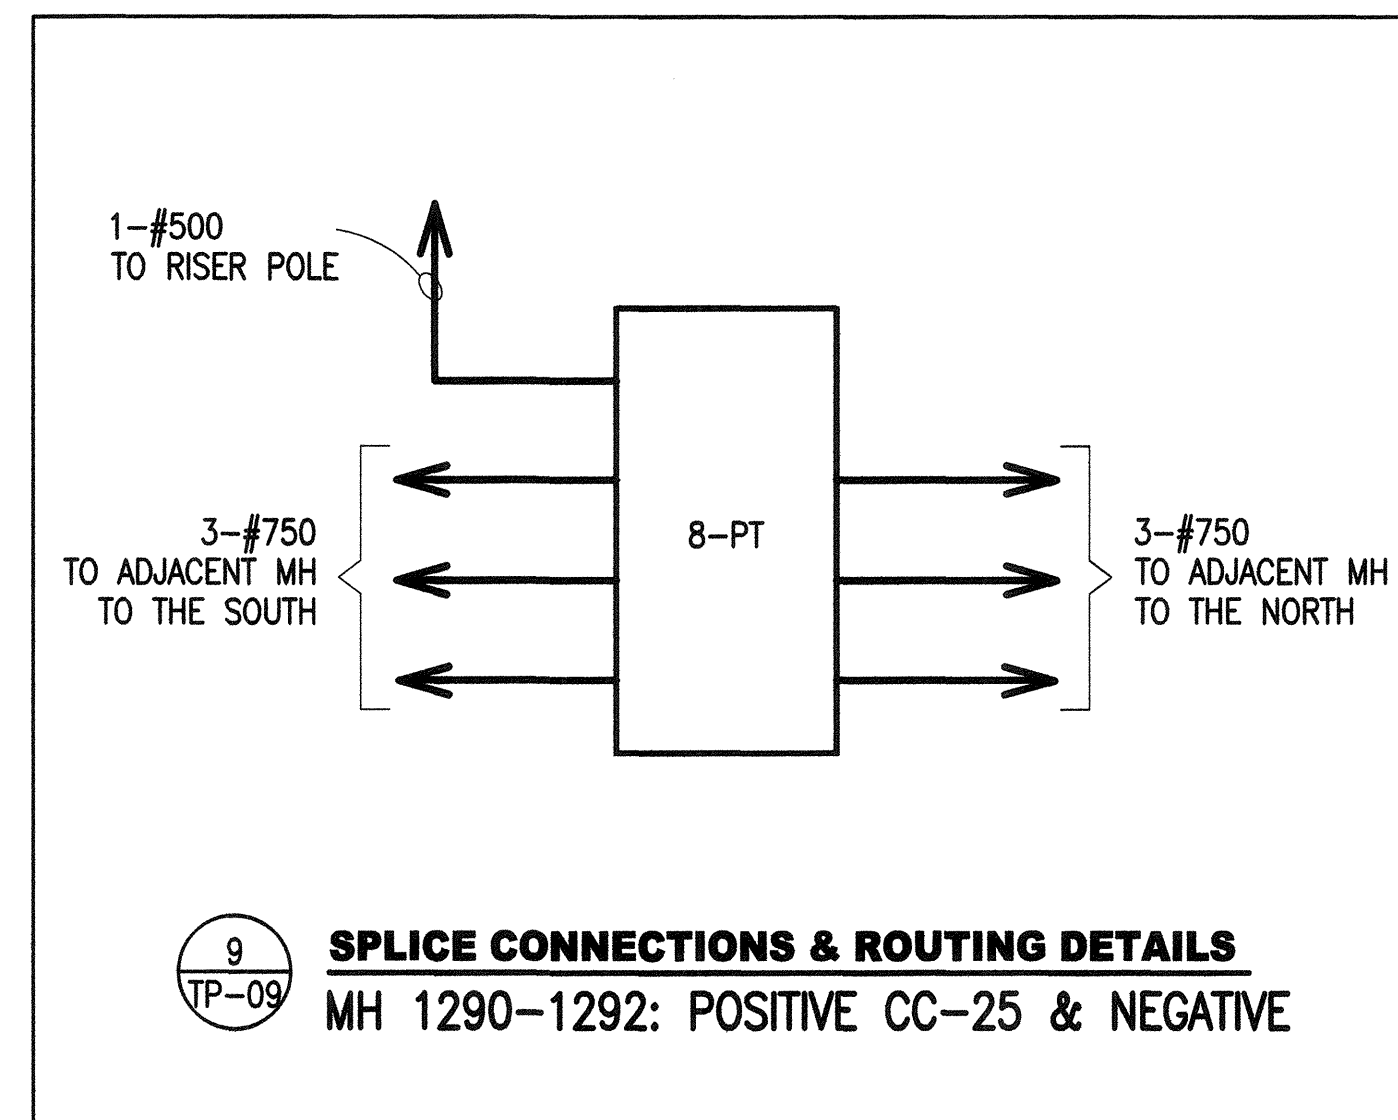 1-#500
TO RISER POLE
3-#750
TO ADJACENT MH
TO THE SOUTH
8-PT
3-#750
TO ADJACENT MH
TO THE NORTH
9
TP-09
SPLICE CONNECTIONS & ROUTING DETAILS
MH 1290-1292: POSITIVE CC-25 & NEGATIVE